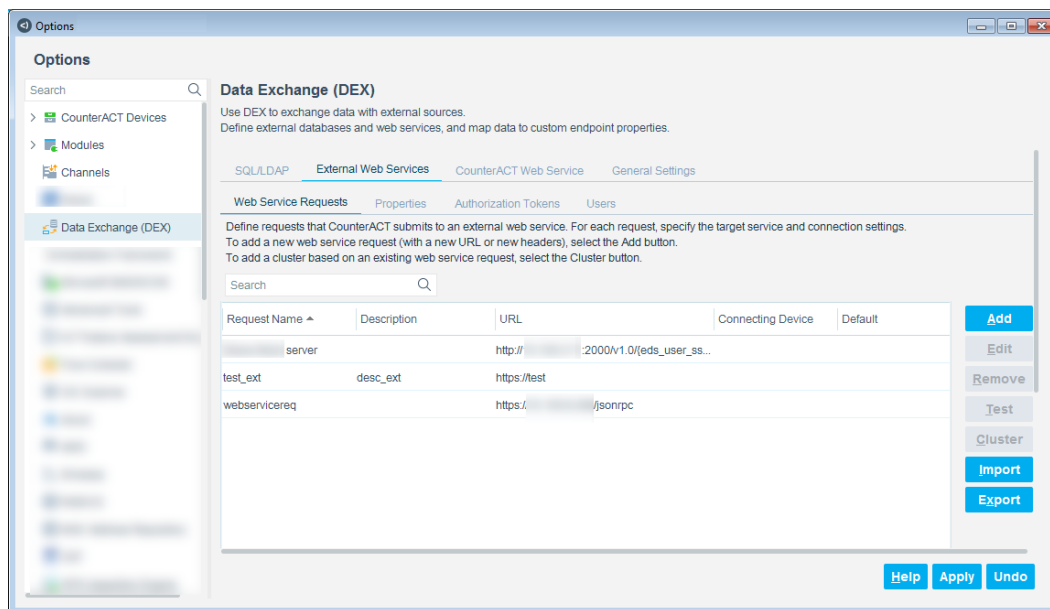 Options
Options
Search
CounterACT Devices
Modules
Channels
Data Exchange (DEX)
Data Exchange (DEX)
Use DEX to exchange data with external sources.
Define external databases and web services, and map data to custom endpoint properties.
SQL/LDAP External Web Services CounterACT Web Service General Settings
Web Service Requests Properties Authorization Tokens Users
Define requests that CounterACT submits to an external web service. For each request, specify the target service and connection settings.
To add a new web service request (with a new URL or new headers), select the Add button.
To add a cluster based on an existing web service request, select the Cluster button.
Search
Request Name Description URL Connecting Device Default
server http:// :2000/v1.0/{eds_user_ss...
test_ext desc_ext https://test
webservicereq https:/ /jsonrpc
Add
Edit
Remove
Test
Cluster
Import
Export
Help Apply Undo